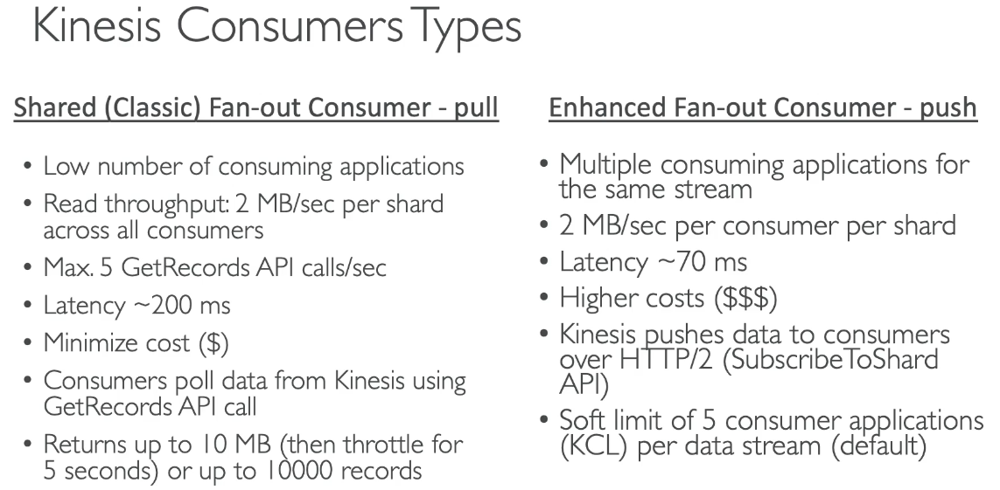 Kinesis Consumers Types
Shared (Classic) Fan-out Consumer - pull
• Low number of consuming applications
• Read throughput: 2 MB/sec per shard
across all consumers
• Max. 5 GetRecords API calls/sec
• Latency ~200 ms
• Minimize cost ($)
• Consumers poll data from Kinesis using
GetRecords API call
• Returns up to 10 MB (then throttle for
5 seconds) or up to 10000 records
Enhanced Fan-out Consumer - push
• Multiple consuming applications for
the same stream
• 2 MB/sec per consumer per shard
• Latency ~70 ms
• Higher costs ($$$)
• Kinesis pushes data to consumers
over HTTP/2 (SubscribeToShard
API)
• Soft limit of 5 consumer applications
(KCL) per data stream (default)